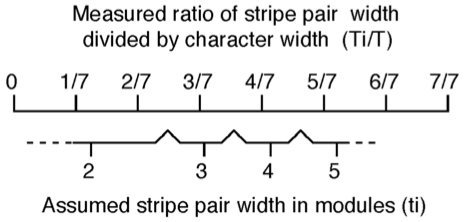 Measured ratio of stripe pair width
divided by character width (Ti/T)
0 1/7 2/7 3/7 4/7 5/7 6/7 7/7
2 3 4 5
Assumed stripe pair width in modules (ti)